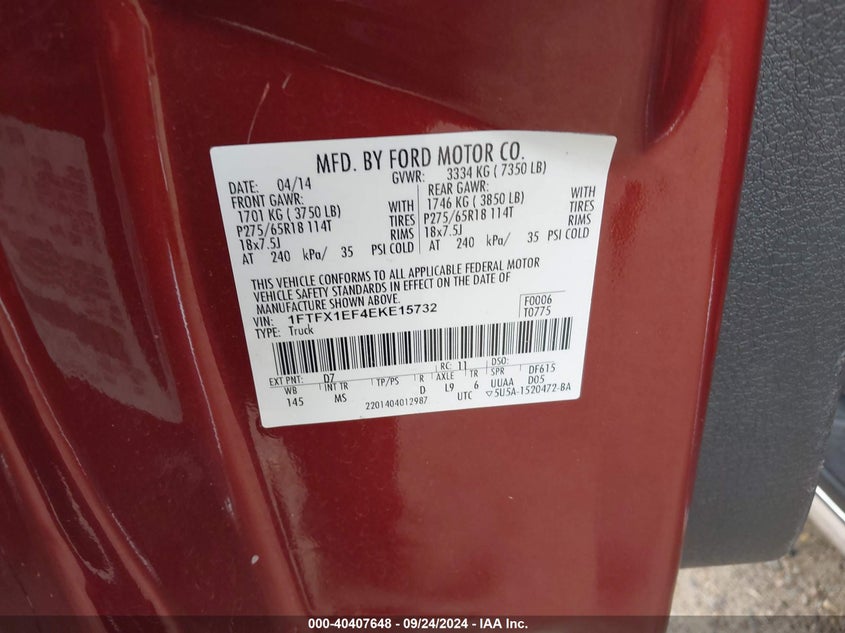 MFD. BY FORD MOTOR CO.
DATE: 04/14 GVWR: 3334 KG ( 7350 LB)
FRONT GAWR: REAR GAWR:
1701 KG ( 3750 LB) WITH 1746 KG ( 3850 LB) WITH
P275/65R18 114T TIRES P275/65R18 114T TIRES
18x7.5J RIMS 18x7.5J RIMS
AT 240 kPa/ 35 PSI COLD AT 240 kPa/ 35 PSI COLD
THIS VEHICLE CONFORMS TO ALL APPLICABLE FEDERAL MOTOR
VEHICLE SAFETY STANDARDS IN EFFECT ON THE DATE OF
MANUFACTURE SHOWN ABOVE.
VIN: 1FTFX1EF4EKE15732 F0006
TYPE: Truck T0775
EXT PNT: D7 RC: 11 DSO:
WB INT TR TP/PS R AXLE TR SPR DF615
145 MS D L9 6 UUAA D05
2201404012987 UTC ▽5U5A-1520472-BA
000-40407648 - 09/24/2024 - IAA Inc.